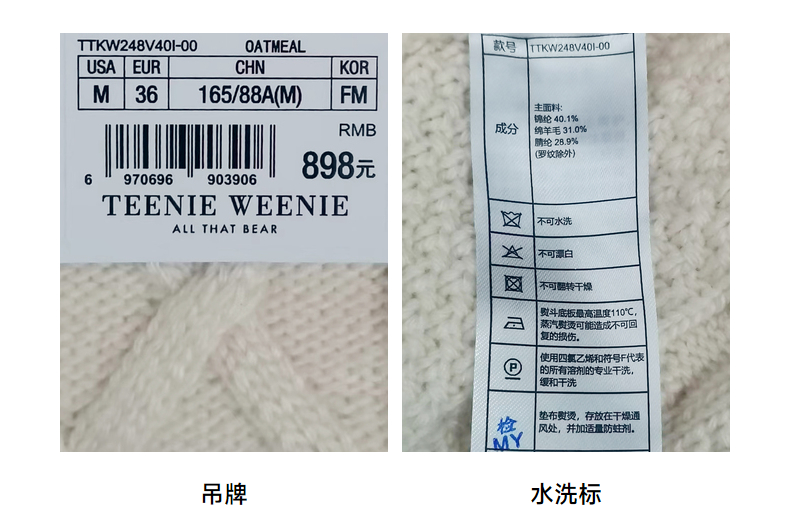 TTKW248V40I-00 OATMEAL
USA EUR CHN KOR
M 36 165/88A(M) FM
RMB
898元
6 970696 903906
TEENIE WEENIE
ALL THAT BEAR
吊牌
款号 TTKW248V40I-00
成分
主面料:
锦纶 40.1%
绵羊毛 31.0%
腈纶 28.9%
(罗纹除外)
不可水洗
不可漂白
不可翻转干燥
熨斗底板最高温度110℃,
蒸汽熨烫可能造成不可回
复的损伤。
P
使用四氯乙烯和符号F代表
的所有溶剂的专业干洗,
缓和干洗
垫布熨烫，存放在干燥通
风处，并加适量防蛀剂。
检
MY
水洗标